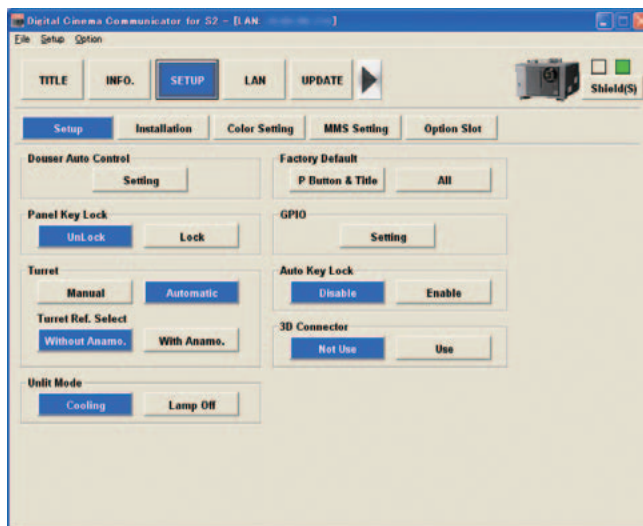 Digital Cinema Communicator for S2 - [LAN: ]
File Setup Option
TITLE INFO. SETUP LAN UPDATE Shield(S)
Setup Installation Color Setting MMS Setting Option Slot
Douser Auto Control Factory Default
Setting P Button & Title All
Panel Key Lock GPIO
UnLock Lock Setting
Turret Auto Key Lock
Manual Automatic Disable Enable
Turret Ref. Select 3D Connector
Without Anamo. With Anamo. Not Use Use
Unlit Mode
Cooling Lamp Off